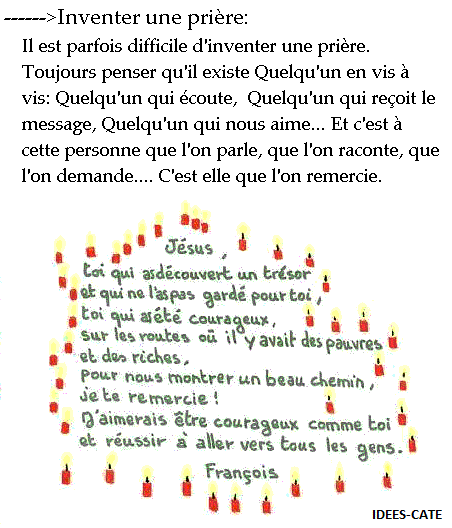 ------>Inventer une prière:
Il est parfois difficile d'inventer une prière.
Toujours penser qu'il existe Quelqu'un en vis à
vis: Quelqu'un qui écoute, Quelqu'un qui reçoit le
message, Quelqu'un qui nous aime... Et c'est à
cette personne que l'on parle, que l'on raconte, que
l'on demande.... C'est elle que l'on remercie.
Jésus,
toi qui as découvert un trésor
et qui ne l'as pas gardé pour toi,
toi qui as été courageux,
sur les routes où il y avait des pauvres
et des riches,
pour nous montrer un beau chemin,
je te remercie !
J'aimerais être courageux comme toi
et réussir à aller vers tous les gens.
François
IDEES-CATE